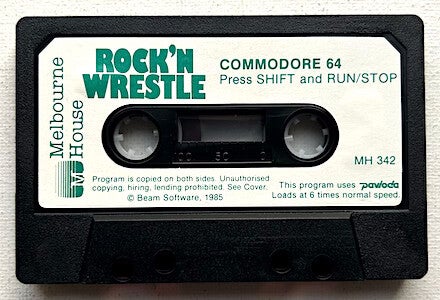 Melbourne
House
ROCK'N
WRESTLE
COMMODORE 64
Press SHIFT and RUN/STOP
MH 342
Program is copied on both sides. Unauthorised
copying, hiring, lending prohibited. See Cover.
© Beam Software, 1985
This program uses pavloda
Loads at 6 times normal speed.